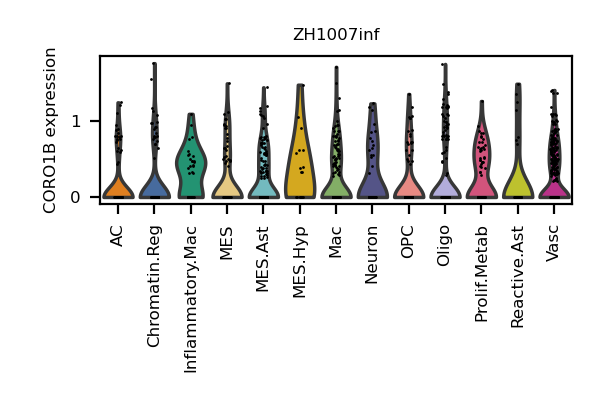 ZH1007inf
CORO1B expression
1
0
AC
Chromatin.Reg
Inflammatory.Mac
MES
MES.Ast
MES.Hyp
Mac
Neuron
OPC
Oligo
Prolif.Metab
Reactive.Ast
Vasc